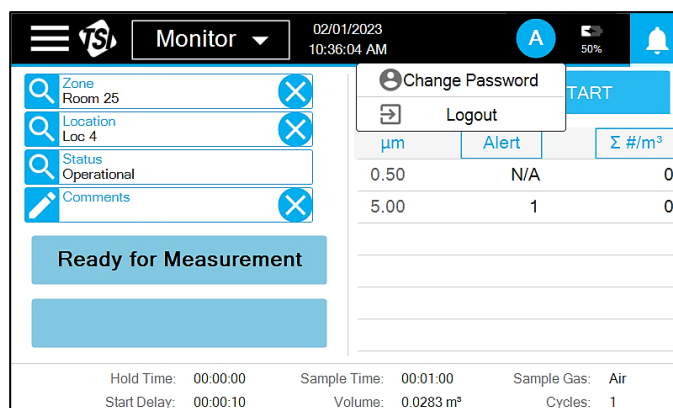 TSI
Monitor
02/01/2023
10:36:04 AM
A
50%
Change Password
Logout
TART
Zone
Room 25
Location
Loc 4
Status
Operational
Comments
Ready for Measurement
µm Alert Σ #/m³
0.50 N/A 0
5.00 1 0
Hold Time: 00:00:00 Sample Time: 00:01:00 Sample Gas: Air
Start Delay: 00:00:10 Volume: 0.0283 m³ Cycles: 1